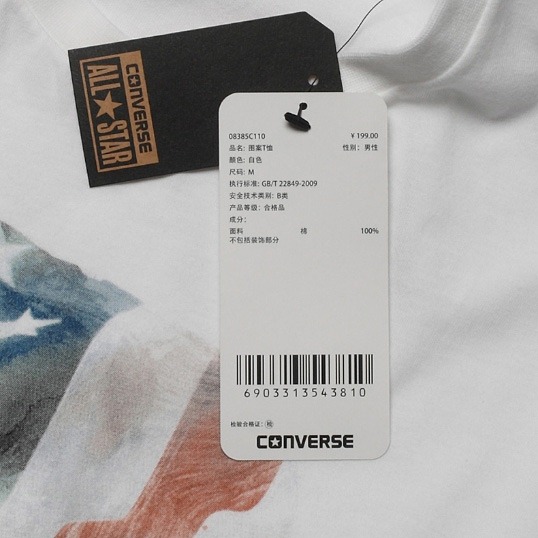 CONVERSE
ALL STAR
08385C110 ¥199.00
品名: 图案T恤 性别: 男性
颜色: 白色
尺码: M
执行标准: GB/T 22849-2009
安全技术类别: B类
产品等级: 合格品
成分:
面料 棉 100%
不包括装饰部分
6903313543810
检验合格证:
CONVERSE